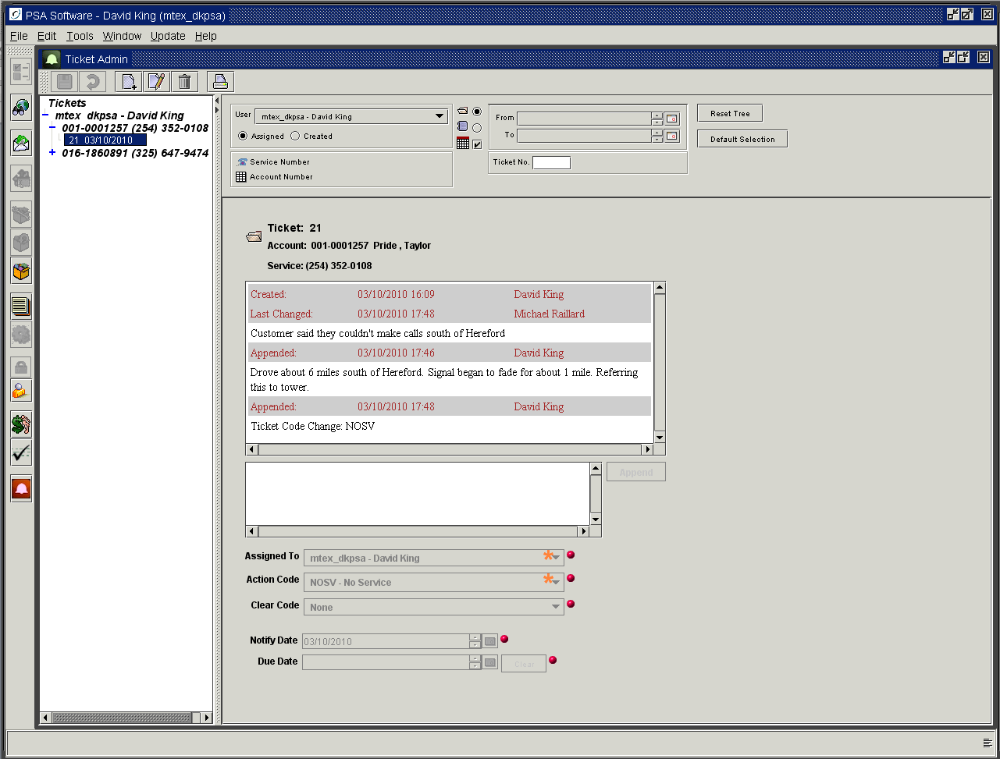 PSA Software - David King (mtex_dkpsa)
File Edit Tools Window Update Help
Ticket Admin
Tickets
mtex dkpsa - David King
001-0001257 (254) 352-0108
21 03/10/2010
016-1860891 (325) 647-9474
User mtex_dkpsa - David King
Assigned Created
Service Number
Account Number
From
To
Ticket No.
Reset Tree
Default Selection
Ticket: 21
Account: 001-0001257 Pride , Taylor
Service: (254) 352-0108
Created: 03/10/2010 16:09 David King
Last Changed: 03/10/2010 17:48 Michael Raillard
Customer said they couldn't make calls south of Hereford
Appended: 03/10/2010 17:46 David King
Drove about 6 miles south of Hereford. Signal began to fade for about 1 mile. Referring
this to tower.
Appended: 03/10/2010 17:48 David King
Ticket Code Change: NOSV
Append
Assigned To mtex_dkpsa - David King
Action Code NOSV - No Service
Clear Code None
Notify Date 03/10/2010
Due Date Clear